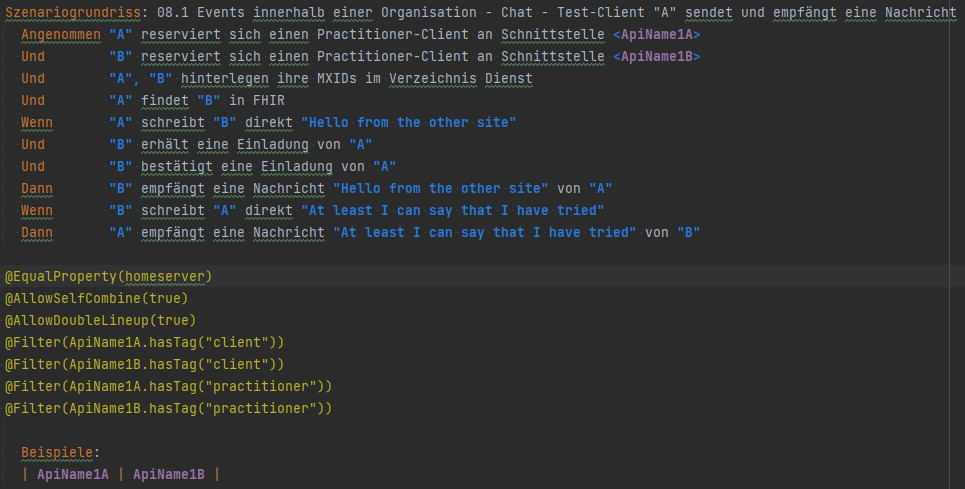 Szenariogrundriss: 08.1 Events innerhalb einer Organisation - Chat - Test-Client "A" sendet und empfängt eine Nachricht
Angenommen "A" reserviert sich einen Practitioner-Client an Schnittstelle <ApiName1A>
Und "B" reserviert sich einen Practitioner-Client an Schnittstelle <ApiName1B>
Und "A", "B" hinterlegen ihre MXIDs im Verzeichnis Dienst
Und "A" findet "B" in FHIR
Wenn "A" schreibt "B" direkt "Hello from the other site"
Und "B" erhält eine Einladung von "A"
Und "B" bestätigt eine Einladung von "A"
Dann "B" empfängt eine Nachricht "Hello from the other site" von "A"
Wenn "B" schreibt "A" direkt "At least I can say that I have tried"
Dann "A" empfängt eine Nachricht "At least I can say that I have tried" von "B"
@EqualProperty(homeserver)
@AllowSelfCombine(true)
@AllowDoubleLineup(true)
@Filter(ApiName1A.hasTag("client"))
@Filter(ApiName1B.hasTag("client"))
@Filter(ApiName1A.hasTag("practitioner"))
@Filter(ApiName1B.hasTag("practitioner"))
Beispiele:
| ApiName1A | ApiName1B |